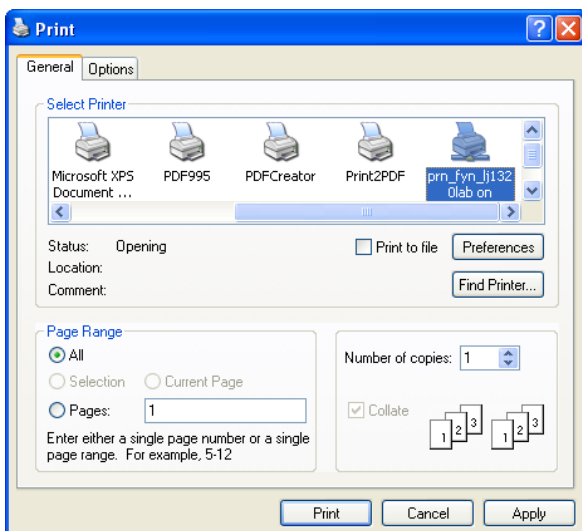 Print
General Options
Select Printer
Microsoft XPS
Document ...
PDF995
PDFCreator
Print2PDF
prn_fyn_lj132
0lab on
Status: Opening
Print to file
Preferences
Location:
Comment:
Find Printer...
Page Range
All
Selection
Current Page
Pages: 1
Enter either a single page number or a single
page range. For example, 5-12
Number of copies: 1
Collate
1 2 3 1 2 3
Print Cancel Apply